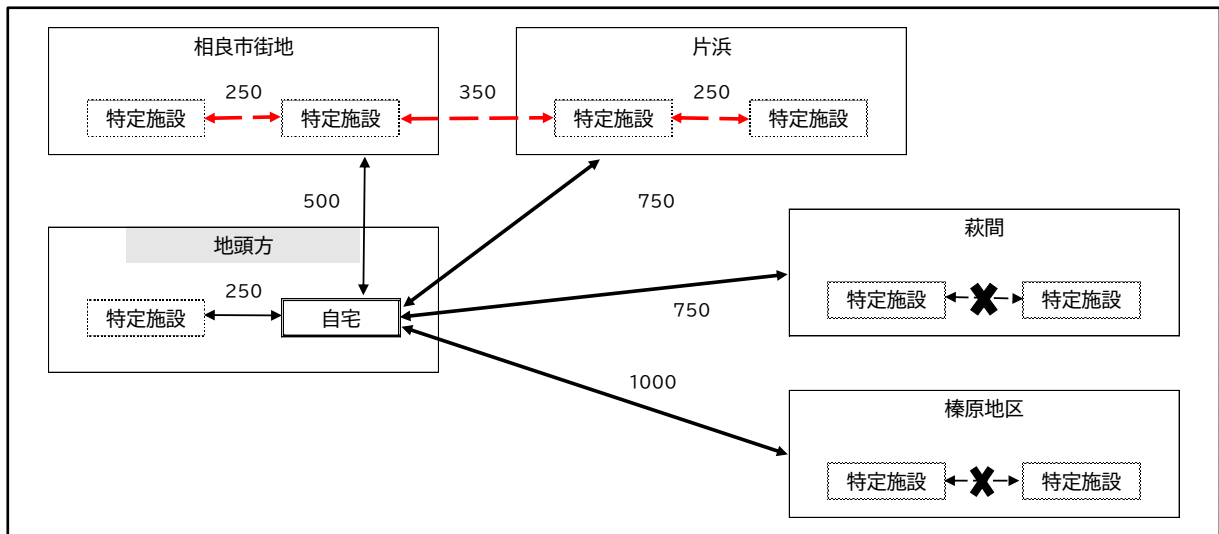 相良市街地
片浜
250
350
250
特定施設
特定施設
特定施設
特定施設
500
750
萩間
地頭方
250
750
特定施設
特定施設
特定施設
自宅
1000
榛原地区
特定施設
特定施設